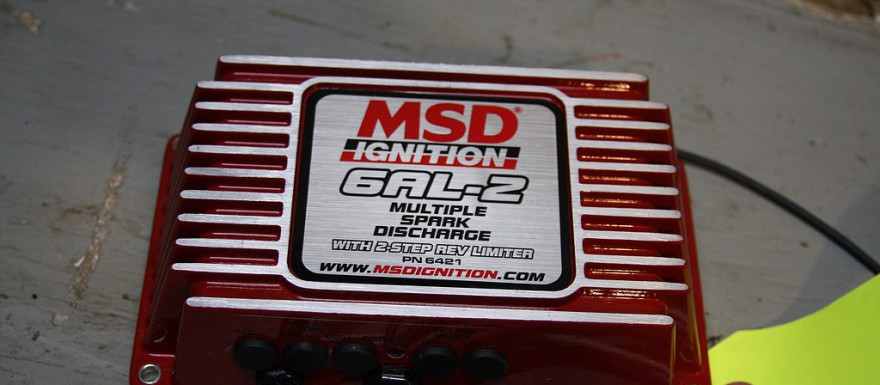 MSD®
IGNITION
6AL-2
MULTIPLE
SPARK
DISCHARGE
WITH 2-STEP REV LIMITER
PN 6421
WWW.MSDIGNITION.COM